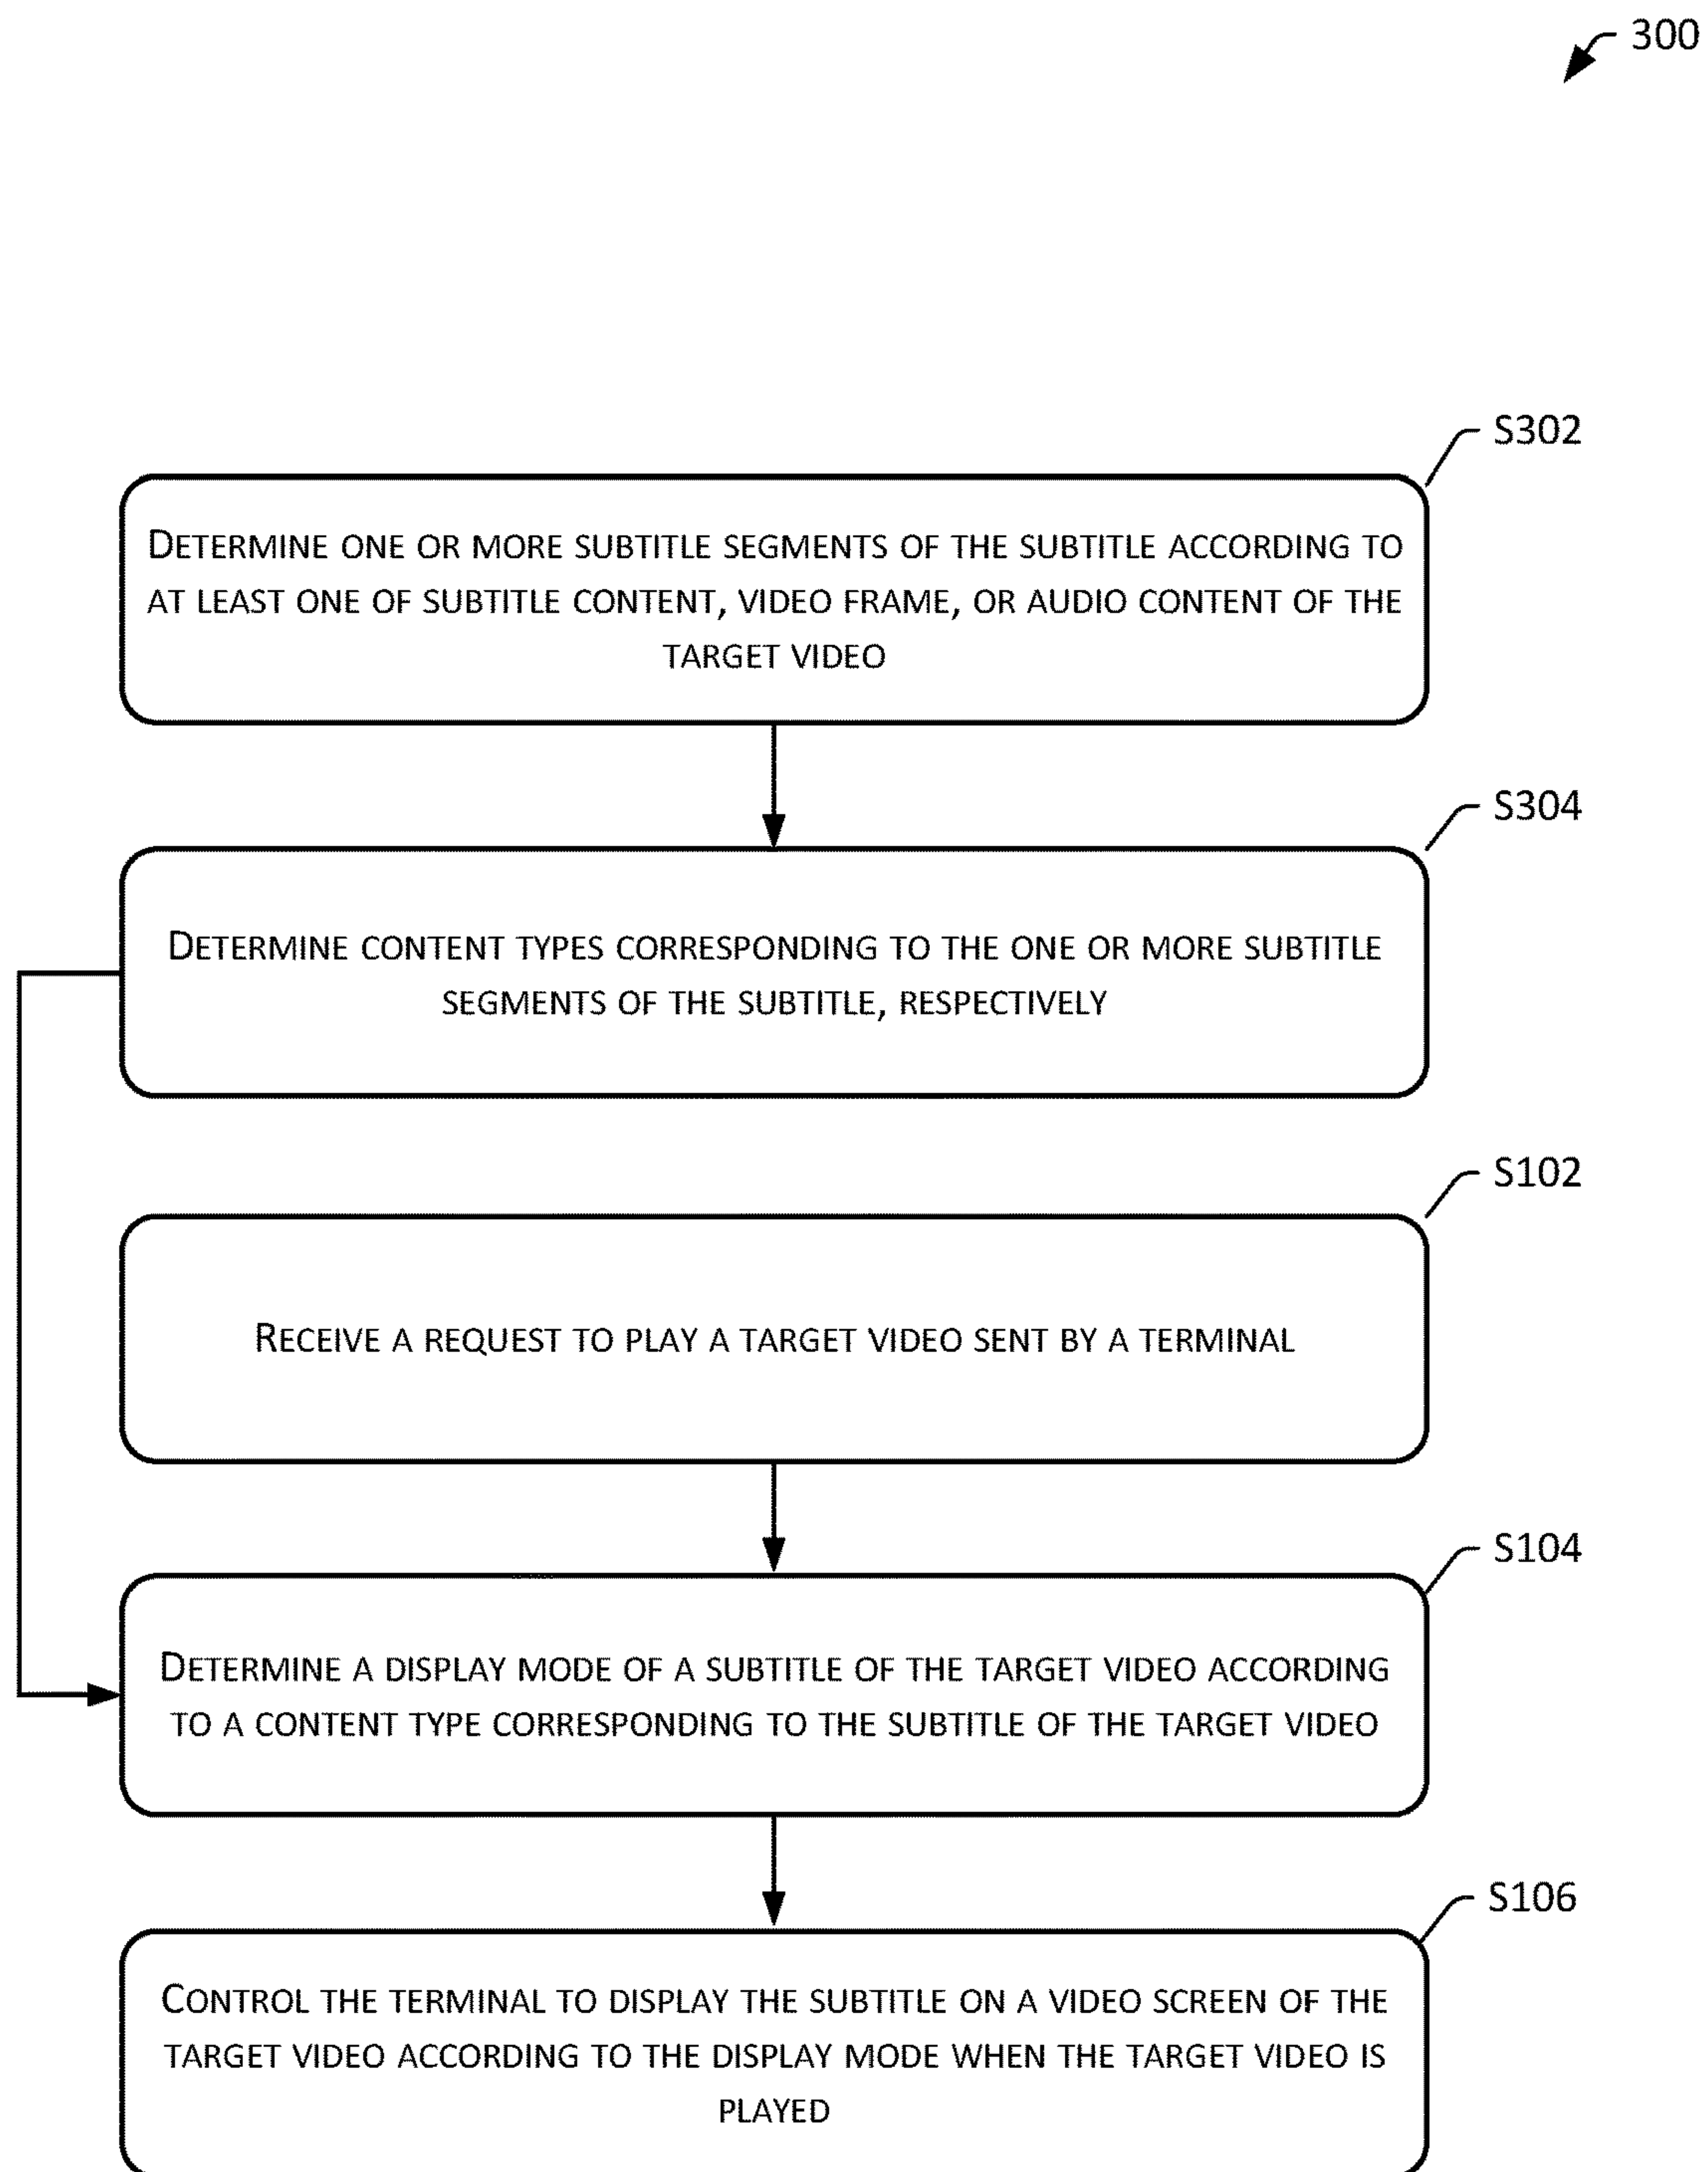 300
S302
DETERMINE ONE OR MORE SUBTITLE SEGMENTS OF THE SUBTITLE ACCORDING TO
AT LEAST ONE OF SUBTITLE CONTENT, VIDEO FRAME, OR AUDIO CONTENT OF THE
TARGET VIDEO
S304
DETERMINE CONTENT TYPES CORRESPONDING TO THE ONE OR MORE SUBTITLE
SEGMENTS OF THE SUBTITLE, RESPECTIVELY
S102
RECEIVE A REQUEST TO PLAY A TARGET VIDEO SENT BY A TERMINAL
S104
DETERMINE A DISPLAY MODE OF A SUBTITLE OF THE TARGET VIDEO ACCORDING
TO A CONTENT TYPE CORRESPONDING TO THE SUBTITLE OF THE TARGET VIDEO
S106
CONTROL THE TERMINAL TO DISPLAY THE SUBTITLE ON A VIDEO SCREEN OF THE
TARGET VIDEO ACCORDING TO THE DISPLAY MODE WHEN THE TARGET VIDEO IS
PLAYED